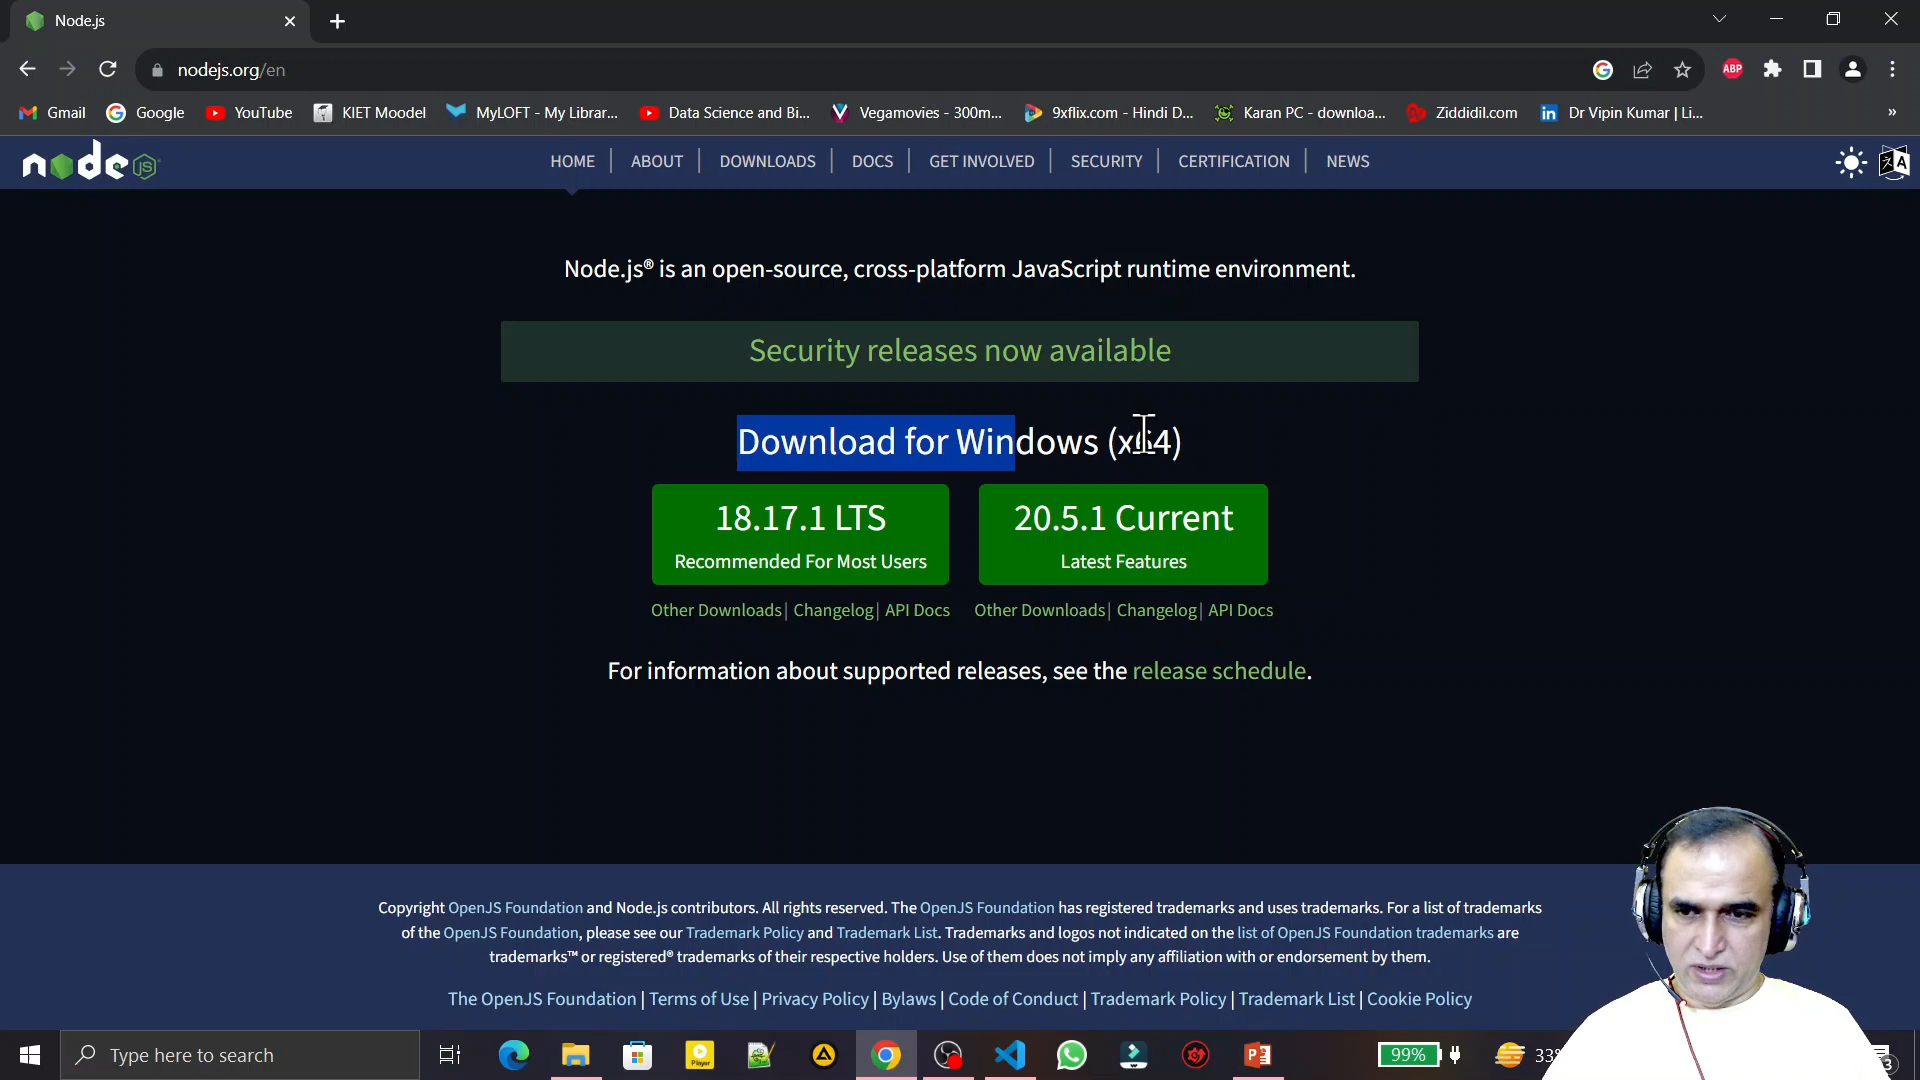 Node.js
nodejs.org/en
ABP
Gmail Google YouTube KIET Moodel MyLOFT - My Librar... Data Science and Bi... Vegamovies - 300m... 9xflix.com - Hindi D... Karan PC - downloa... Ziddidil.com Dr Vipin Kumar | Li... »
node JS
HOME | ABOUT | DOWNLOADS | DOCS | GET INVOLVED | SECURITY | CERTIFICATION | NEWS
Node.js® is an open-source, cross-platform JavaScript runtime environment.
Security releases now available
Download for Windows (x64)
18.17.1 LTS
Recommended For Most Users
20.5.1 Current
Latest Features
Other Downloads | Changelog | API Docs
Other Downloads | Changelog | API Docs
For information about supported releases, see the release schedule.
Copyright OpenJS Foundation and Node.js contributors. All rights reserved. The OpenJS Foundation has registered trademarks and uses trademarks. For a list of trademarks
of the OpenJS Foundation, please see our Trademark Policy and Trademark List. Trademarks and logos not indicated on the list of OpenJS Foundation trademarks are
trademarks™ or registered® trademarks of their respective holders. Use of them does not imply any affiliation with or endorsement by them.
The OpenJS Foundation | Terms of Use | Privacy Policy | Bylaws | Code of Conduct | Trademark Policy | Trademark List | Cookie Policy
Type here to search
Player
99%
33°
3